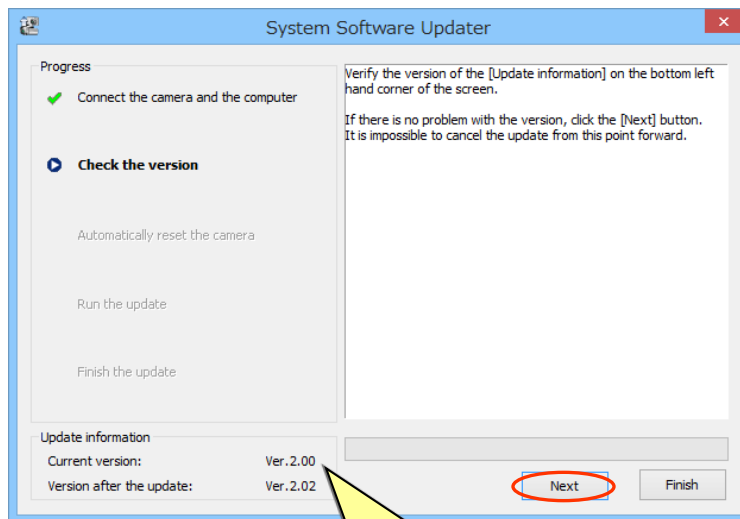 System Software Updater
Progress
Connect the camera and the computer
Check the version
Automatically reset the camera
Run the update
Finish the update
Verify the version of the [Update information] on the bottom left
hand corner of the screen.
If there is no problem with the version, click the [Next] button.
It is impossible to cancel the update from this point forward.
Update information
Current version: Ver.2.00
Version after the update: Ver.2.02
Next
Finish